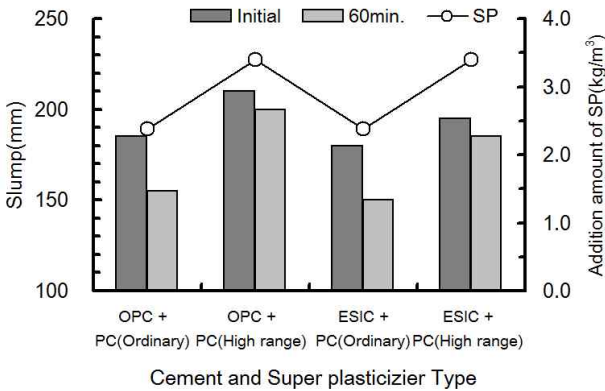 Initial 60min. SP
250
200
150
100
Slump(mm)
4.0
3.0
2.0
1.0
0.0
Addition amount of SP(kg/m³)
OPC + OPC + ESIC + ESIC +
PC(Ordinary) PC(High range) PC(Ordinary) PC(High range)
Cement and Super plasticizier Type